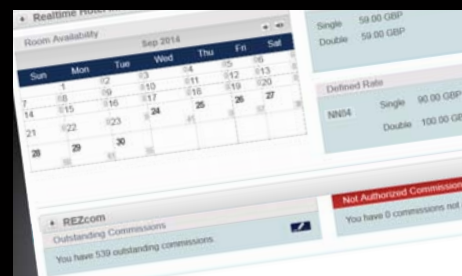 Realtime Hotel
Room Availability
Sep 2014
Sun Mon Tue Wed Thu Fri Sat
1 2 3 4 5 6
7 8 9 10 11 12 13
14 15 16 17 18 19 20
21 22 23 24 25 26 27
28 29 30
Single 59.00 GBP
Double 59.00 GBP
Defined Rate
NN84 Single 90.00 GBP
Double 100.00 GB
REZcom
Outstanding Commissions
You have 539 outstanding commissions.
Not Authorized Commission
You have 0 commissions not